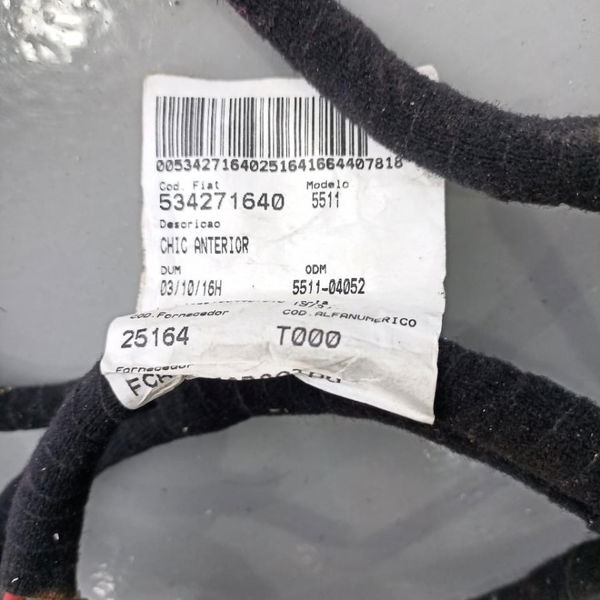 00534271640251641664407818
Cod. Fiat Modelo
534271640 5511
Descricao
CHIC ANTERIOR
DUM ODM
03/10/16H 5511-04052
COD.Fornecedor COD.ALFANUMERICO
25164 T000
Fornecedor